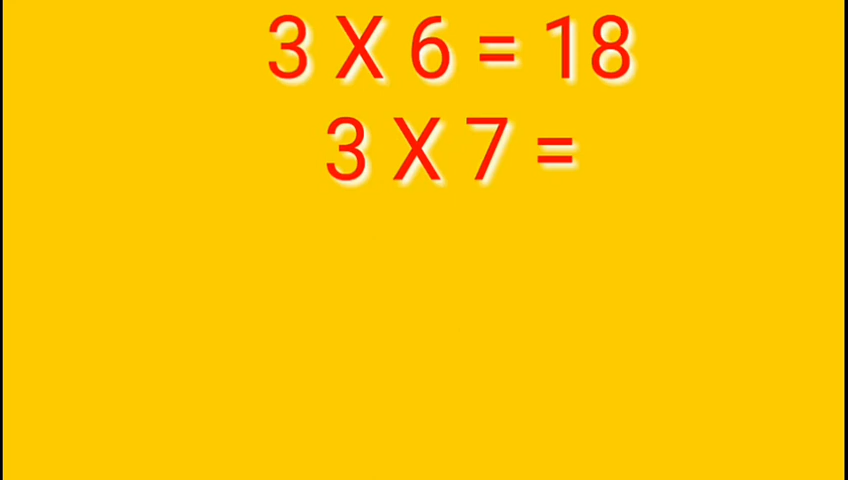 3 X 6 = 18
3 X 7 =